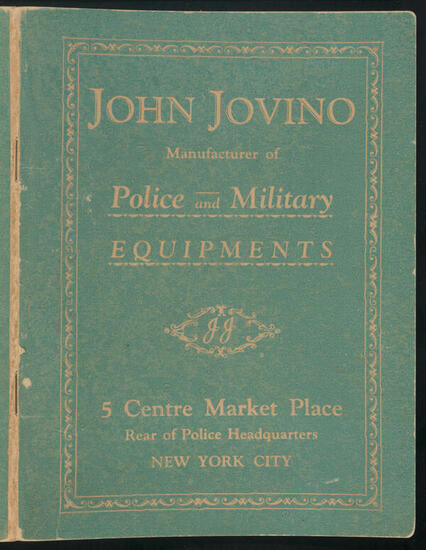 JOHN JOVINO
Manufacturer of
Police and Military
EQUIPMENTS
JJ
5 Centre Market Place
Rear of Police Headquarters
NEW YORK CITY